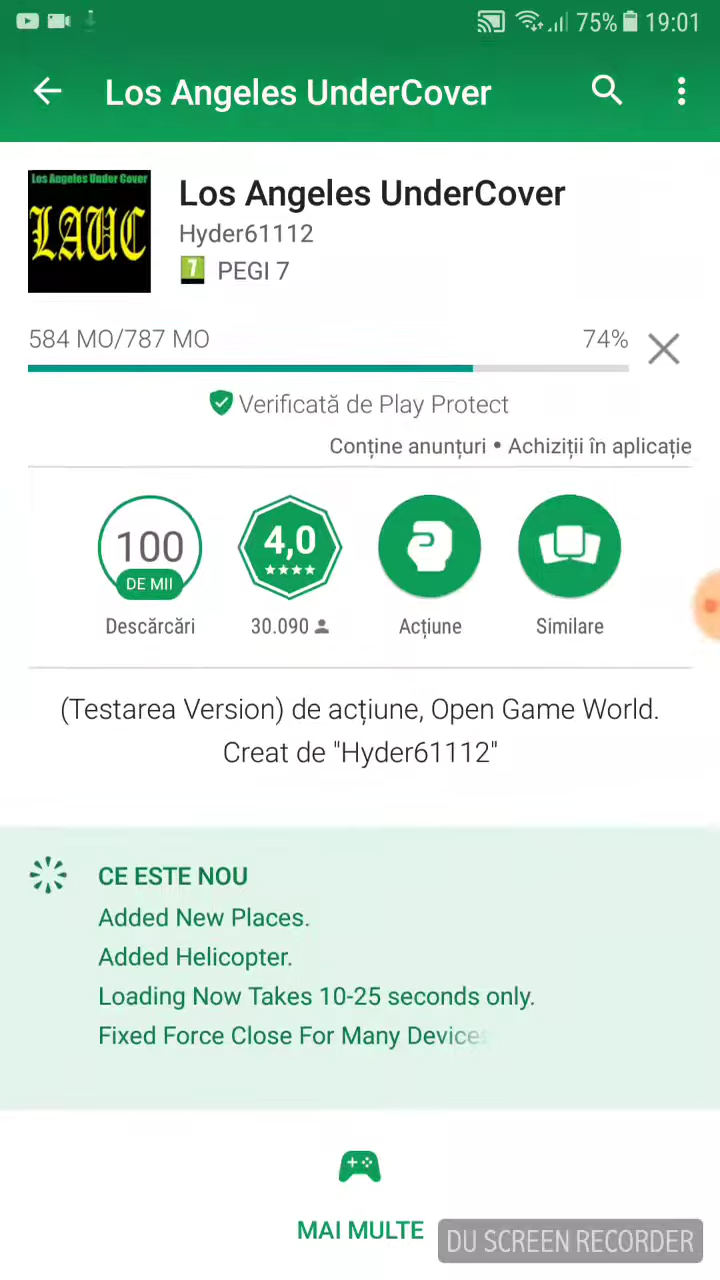 75% 19:01
Los Angeles UnderCover
Los Angeles Under Cover
LAUC
Los Angeles UnderCover
Hyder61112
7 PEGI 7
584 MO/787 MO 74%
Verificată de Play Protect
Conține anunțuri • Achiziții în aplicație
100
DE MII
4,0
Descărcări 30.090 Acțiune Similare
(Testarea Version) de acțiune, Open Game World.
Creat de "Hyder61112"
CE ESTE NOU
Added New Places.
Added Helicopter.
Loading Now Takes 10-25 seconds only.
Fixed Force Close For Many Devices
MAI MULTE
DU SCREEN RECORDER